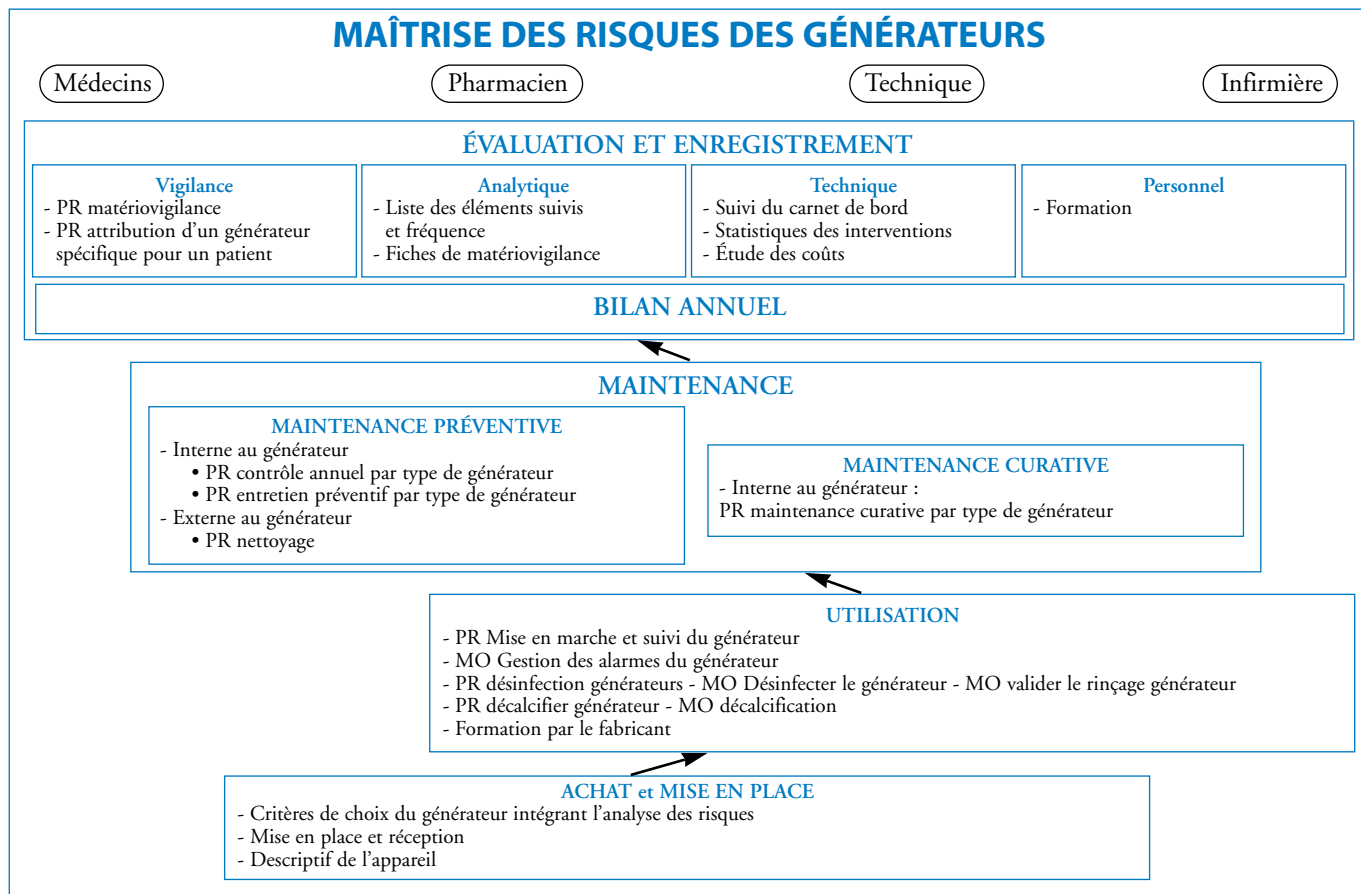 MAÎTRISE DES RISQUES DES GÉNÉRATEURS
Médecins
Pharmacien
Technique
Infirmière
ÉVALUATION ET ENREGISTREMENT
Vigilance
- PR matériovigilance
- PR attribution d'un générateur
spécifique pour un patient
Analytique
- Liste des éléments suivis
et fréquence
- Fiches de matériovigilance
Technique
- Suivi du carnet de bord
- Statistiques des interventions
- Étude des coûts
Personnel
- Formation
BILAN ANNUEL
MAINTENANCE
MAINTENANCE PRÉVENTIVE
- Interne au générateur
• PR contrôle annuel par type de générateur
• PR entretien préventif par type de générateur
- Externe au générateur
• PR nettoyage
MAINTENANCE CURATIVE
- Interne au générateur :
PR maintenance curative par type de générateur
UTILISATION
- PR Mise en marche et suivi du générateur
- MO Gestion des alarmes du générateur
- PR désinfection générateurs - MO Désinfecter le générateur - MO valider le rinçage générateur
- PR décalcifier générateur - MO décalcification
- Formation par le fabricant
ACHAT et MISE EN PLACE
- Critères de choix du générateur intégrant l'analyse des risques
- Mise en place et réception
- Descriptif de l'appareil